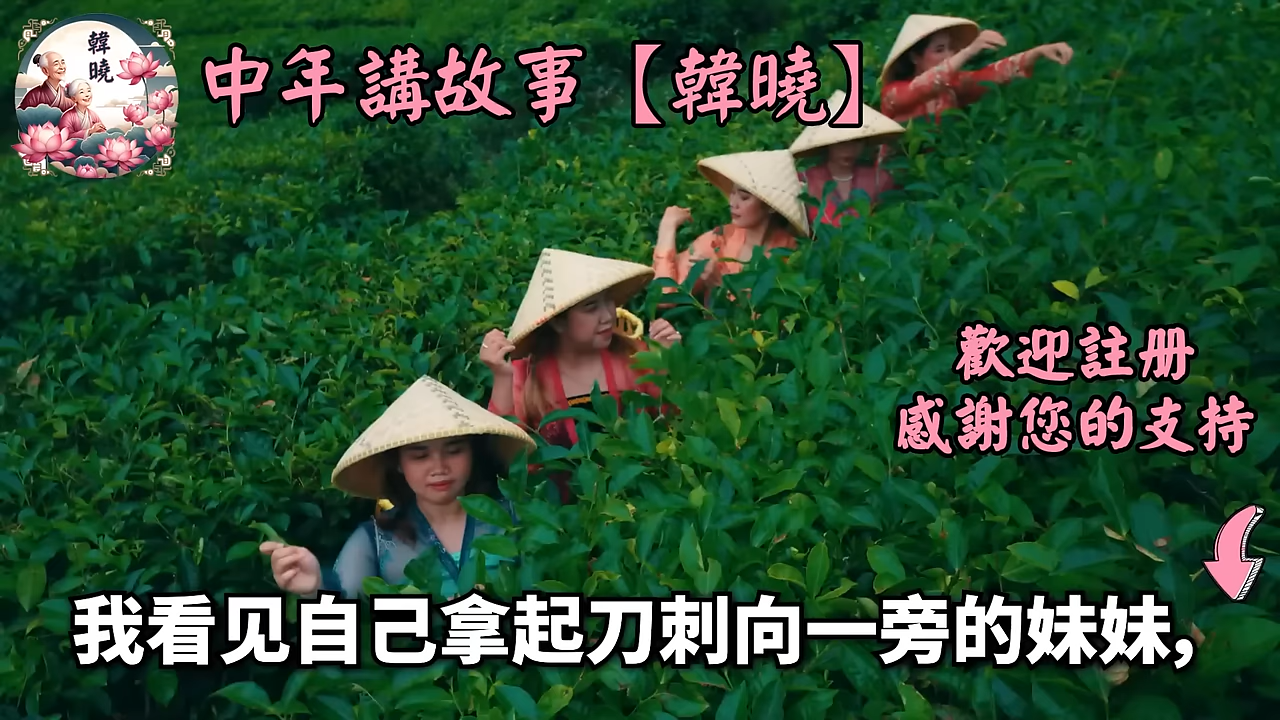 韓
曉
中年講故事【韓曉】
歡迎註册
感謝您的支持
我看见自己拿起刀刺向一旁的妹妹,